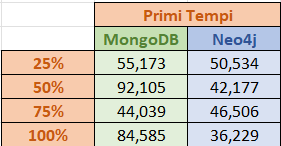 Primi Tempi
MongoDB Neo4j
25% 55,173 50,534
50% 92,105 42,177
75% 44,039 46,506
100% 84,585 36,229